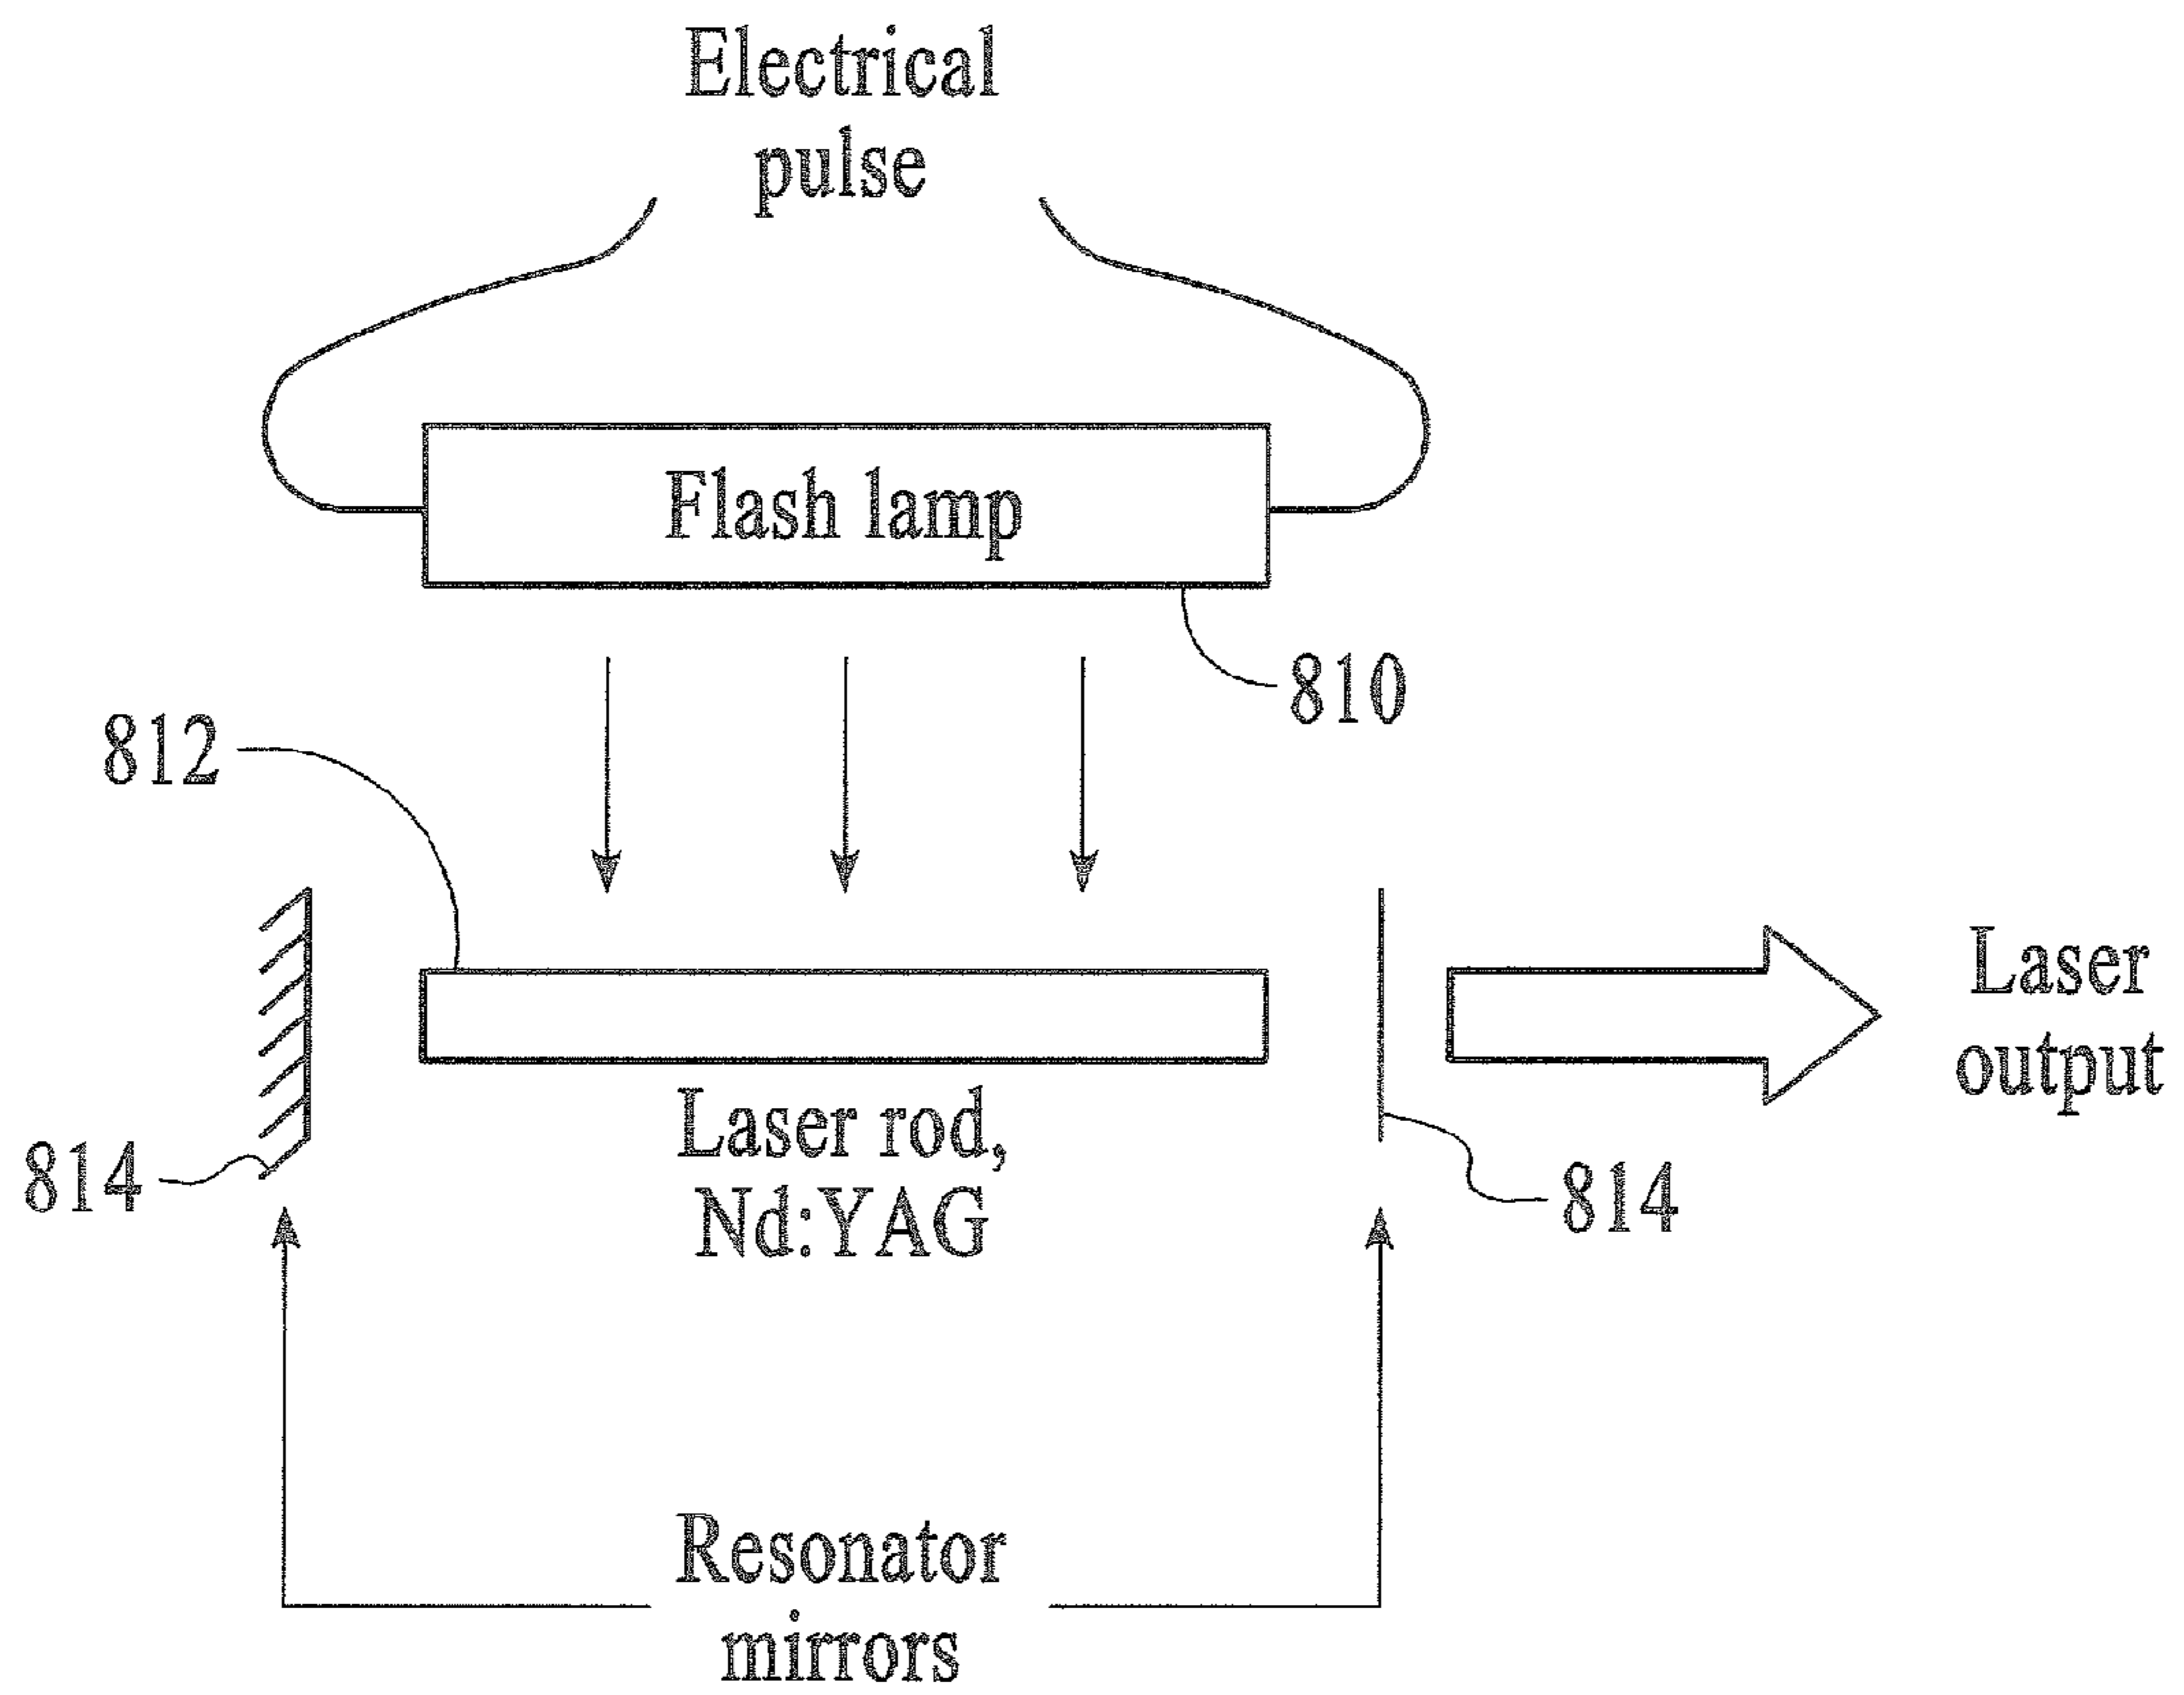 Electrical
pulse
Flash lamp
810
812
Laser
output
Laser rod,
Nd:YAG
814
814
Resonator
mirrors